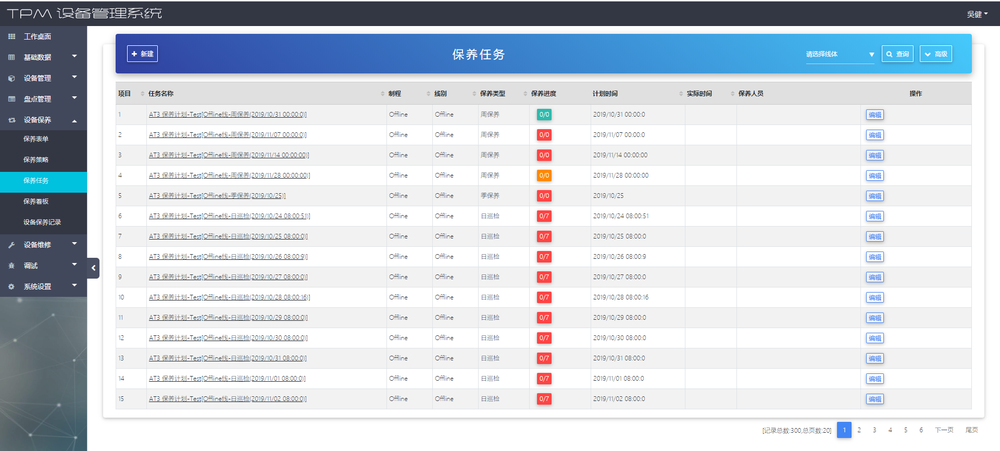 TPM 设备管理系统
吳健
工作桌面
基础数据
设备管理
盘点管理
设备保养
保养表单
保养策略
保养任务
保养看板
设备保养记录
设备维修
调试
系统设置
新建
保养任务
请选择线体
查询
高级
项目 任务名称 制程 线别 保养类型 保养进度 计划时间 实际时间 保养人员 操作
1 AT3 保养计划-Test[Offline线-周保养(2019/10/31 00:00:0)] Offline Offline 周保养 0/0 2019/10/31 00:00:0 编辑
2 AT3 保养计划-Test[Offline线-周保养(2019/11/07 00:00:0)] Offline Offline 周保养 0/0 2019/11/07 00:00:0 编辑
3 AT3 保养计划-Test[Offline线-周保养(2019/11/14 00:00:00)] Offline Offline 周保养 0/0 2019/11/14 00:00:00 编辑
4 AT3 保养计划-Test[Offline线-周保养(2019/11/28 00:00:00)] Offline Offline 周保养 0/0 2019/11/28 00:00:00 编辑
5 AT3 保养计划-Test[Offline线-季保养(2019/10/25)] Offline Offline 季保养 0/0 2019/10/25 编辑
6 AT3 保养计划-Test[Offline线-日巡检(2019/10/24 08:00:51)] Offline Offline 日巡检 0/7 2019/10/24 08:00:51 编辑
7 AT3 保养计划-Test[Offline线-日巡检(2019/10/25 08:00:0)] Offline Offline 日巡检 0/7 2019/10/25 08:00:0 编辑
8 AT3 保养计划-Test[Offline线-日巡检(2019/10/26 08:00:9)] Offline Offline 日巡检 0/7 2019/10/26 08:00:9 编辑
9 AT3 保养计划-Test[Offline线-日巡检(2019/10/27 08:00:0)] Offline Offline 日巡检 0/7 2019/10/27 08:00:0 编辑
10 AT3 保养计划-Test[Offline线-日巡检(2019/10/28 08:00:16)] Offline Offline 日巡检 0/7 2019/10/28 08:00:16 编辑
11 AT3 保养计划-Test[Offline线-日巡检(2019/10/29 08:00:0)] Offline Offline 日巡检 0/7 2019/10/29 08:00:0 编辑
12 AT3 保养计划-Test[Offline线-日巡检(2019/10/30 08:00:0)] Offline Offline 日巡检 0/7 2019/10/30 08:00:0 编辑
13 AT3 保养计划-Test[Offline线-日巡检(2019/10/31 08:00:0)] Offline Offline 日巡检 0/7 2019/10/31 08:00:0 编辑
14 AT3 保养计划-Test[Offline线-日巡检(2019/11/01 08:00:0)] Offline Offline 日巡检 0/7 2019/11/01 08:00:0 编辑
15 AT3 保养计划-Test[Offline线-日巡检(2019/11/02 08:00:0)] Offline Offline 日巡检 0/7 2019/11/02 08:00:0 编辑
[记录总数:300,总页数:20] 1 2 3 4 5 6 下一页 尾页